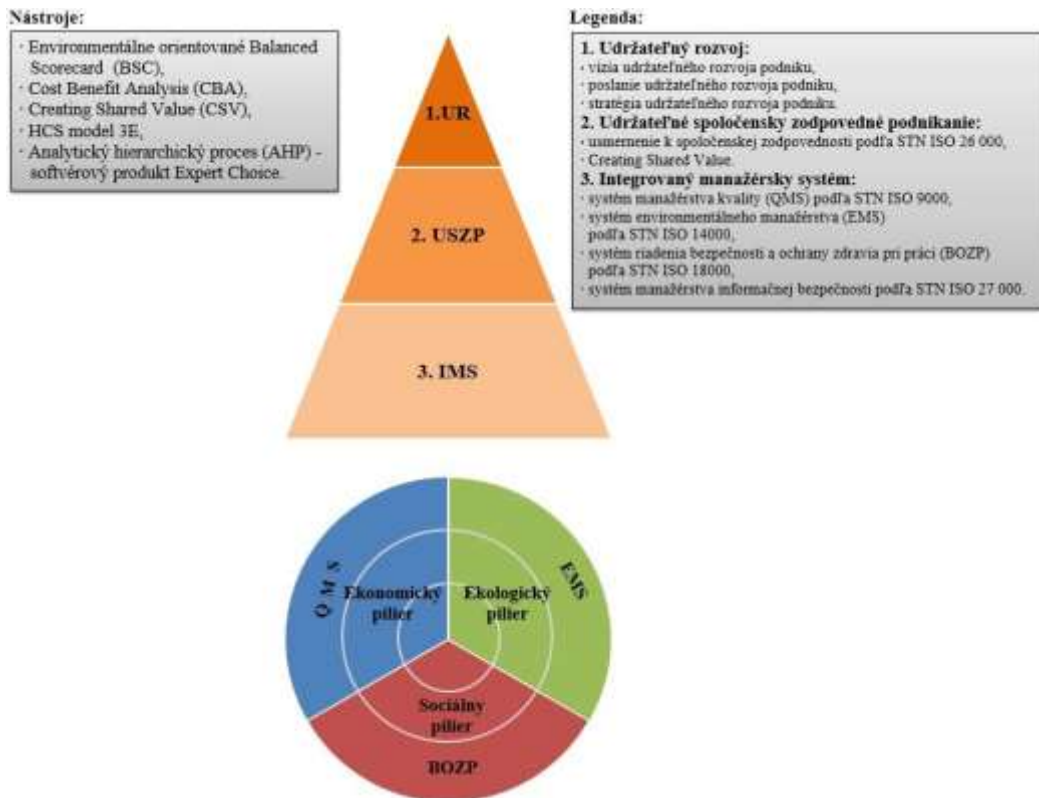 Nástroje:
· Environmentálne orientované Balanced
Scorecard (BSC),
· Cost Benefit Analysis (CBA),
· Creting Shared Value (CSV),
· HCS model 3E,
· Analytický hierarchický proces (AHP) -
softvérový produkt Expert Choice.
Legenda:
1. Udržateľný rozvoj:
· vízia udržateľného rozvoja podniku,
· poslanie udržateľného rozvoja podniku,
· stratégia udržateľného rozvoja podniku.
2. Udržateľné spoločensky zodpovedné podnikanie:
· usmernenie k spoločenskej zodpovednosti podľa STN ISO 26 000,
· Creating Shared Value.
3. Integrovaný manažérsky systém:
· systém manažérstva kvality (QMS) podľa STN ISO 9000,
· systém environmentálneho manažérstva (EMS)
podľa STN ISO 14000,
· systém riadenia bezpečnosti a ochrany zdravia pri práci (BOZP)
podľa STN ISO 18000,
· systém manažérstva informačnej bezpečnosti podľa STN ISO 27 000.
1.UR
2. USZP
3. IMS
QMS
EMS
Ekonomický
pilier
Ekologický
pilier
Sociálny
pilier
BOZP